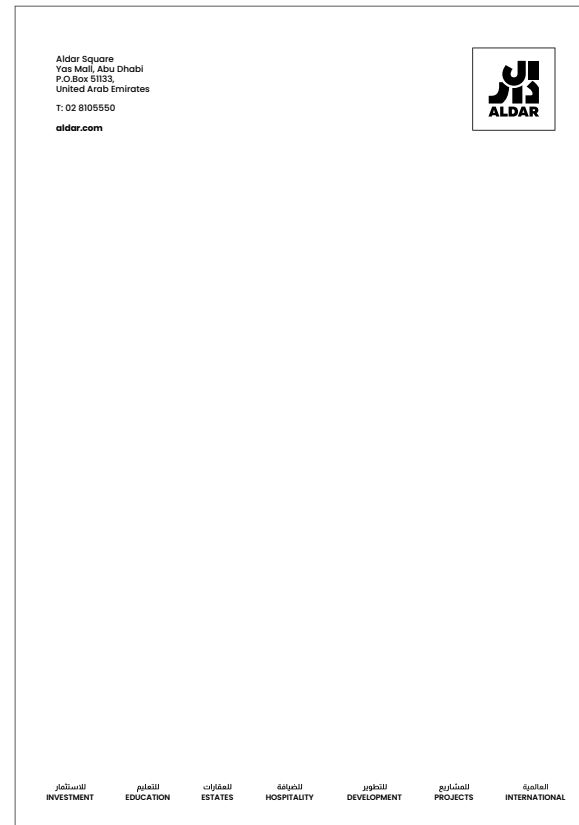 Aldar Square
Yas Mall, Abu Dhabi
P.O.Box 51133,
United Arab Emirates
T: 02 8105550
aldar.com
الدار
ALDAR
للاستثمار للتعليم للعقارات للضيافة للتطوير للمشاريع العالمية
INVESTMENT EDUCATION ESTATES HOSPITALITY DEVELOPMENT PROJECTS INTERNATIONAL